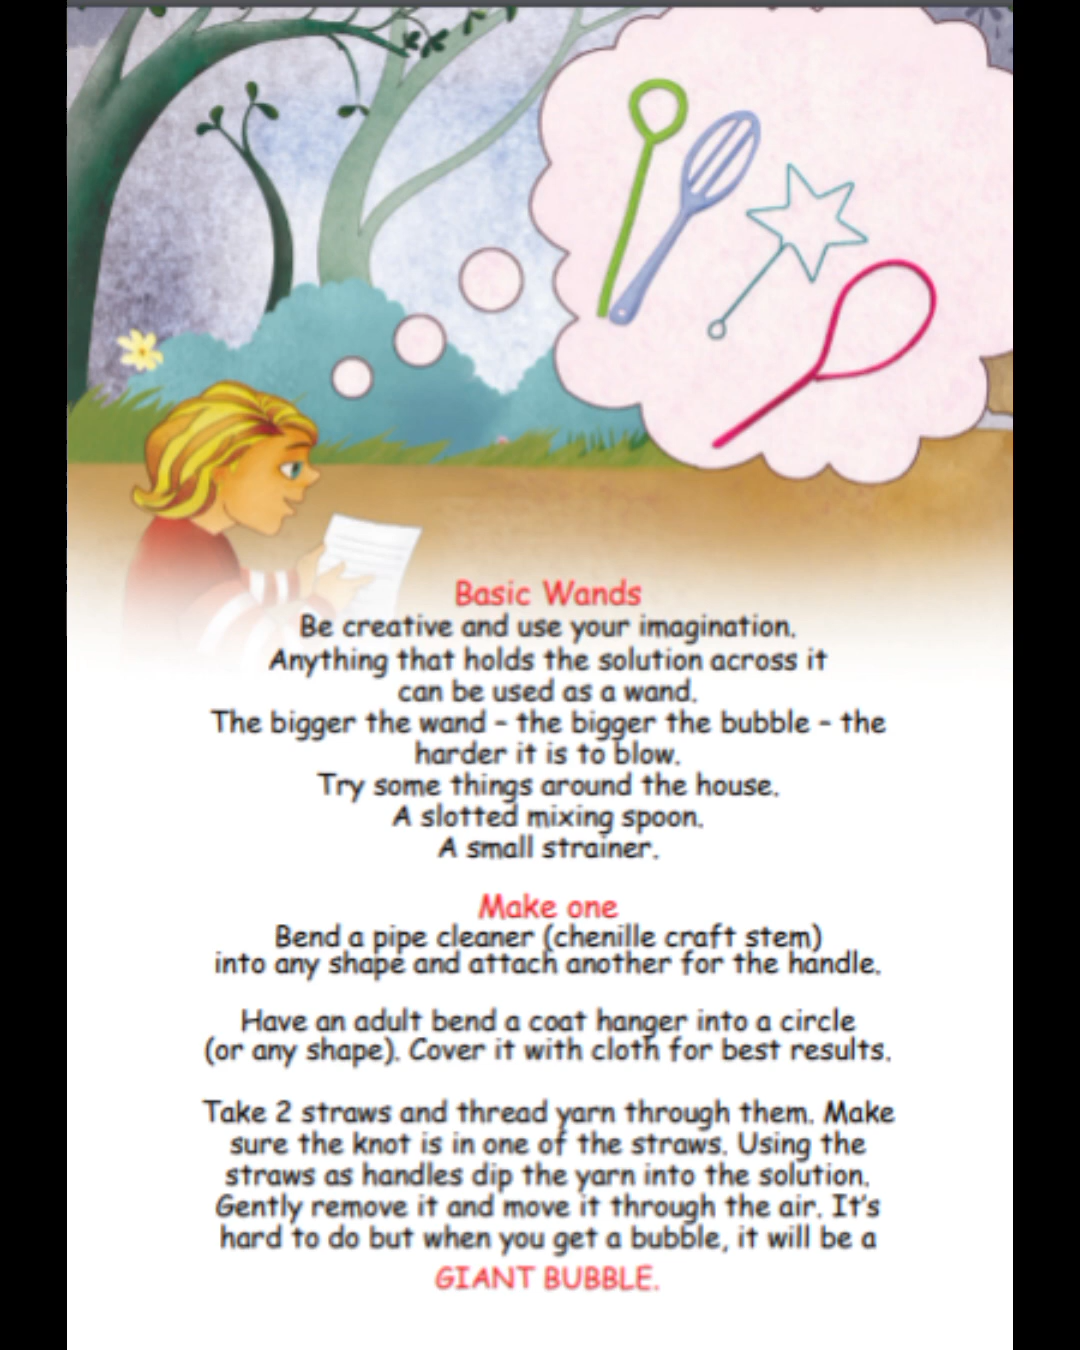 Basic Wands
Be creative and use your imagination.
Anything that holds the solution across it
can be used as a wand.
The bigger the wand – the bigger the bubble – the
harder it is to blow.
Try some things around the house.
A slotted mixing spoon.
A small strainer.
Make one
Bend a pipe cleaner (chenille craft stem)
into any shape and attach another for the handle.
Have an adult bend a coat hanger into a circle
(or any shape). Cover it with cloth for best results.
Take 2 straws and thread yarn through them. Make
sure the knot is in one of the straws. Using the
straws as handles dip the yarn into the solution.
Gently remove it and move it through the air. It's
hard to do but when you get a bubble, it will be a
GIANT BUBBLE.